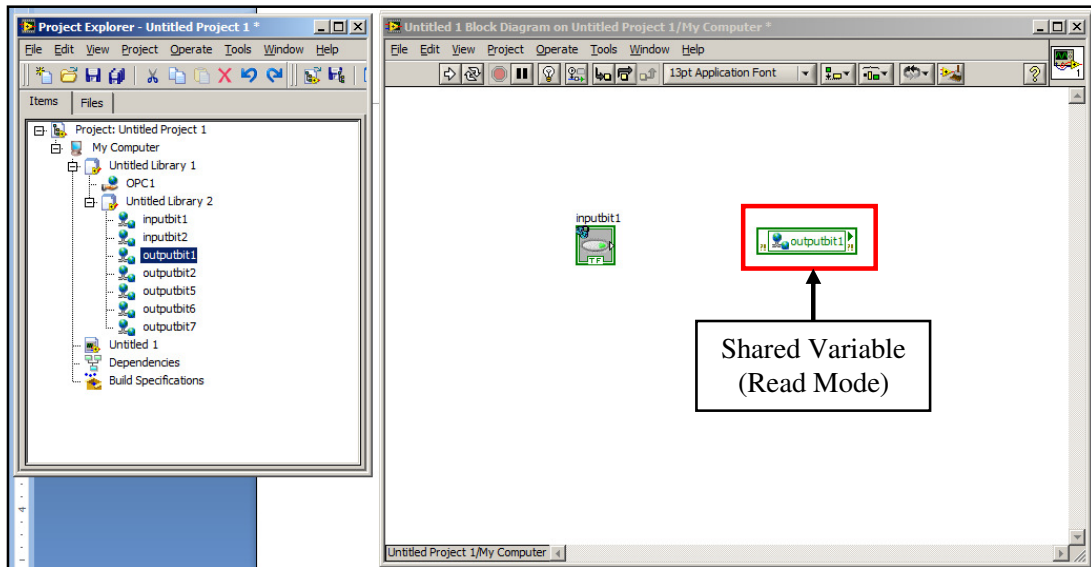 Project Explorer - Untitled Project 1 *
File Edit View Project Operate Tools Window Help
Items Files
Project: Untitled Project 1
My Computer
Untitled Library 1
OPC1
Untitled Library 2
inputbit1
inputbit2
outputbit1
outputbit2
outputbit5
outputbit6
outputbit7
Untitled 1
Dependencies
Build Specifications
Untitled 1 Block Diagram on Untitled Project 1/My Computer *
File Edit View Project Operate Tools Window Help
13pt Application Font
1
inputbit1
TF
outputbit1
Shared Variable
(Read Mode)
Untitled Project 1/My Computer
4